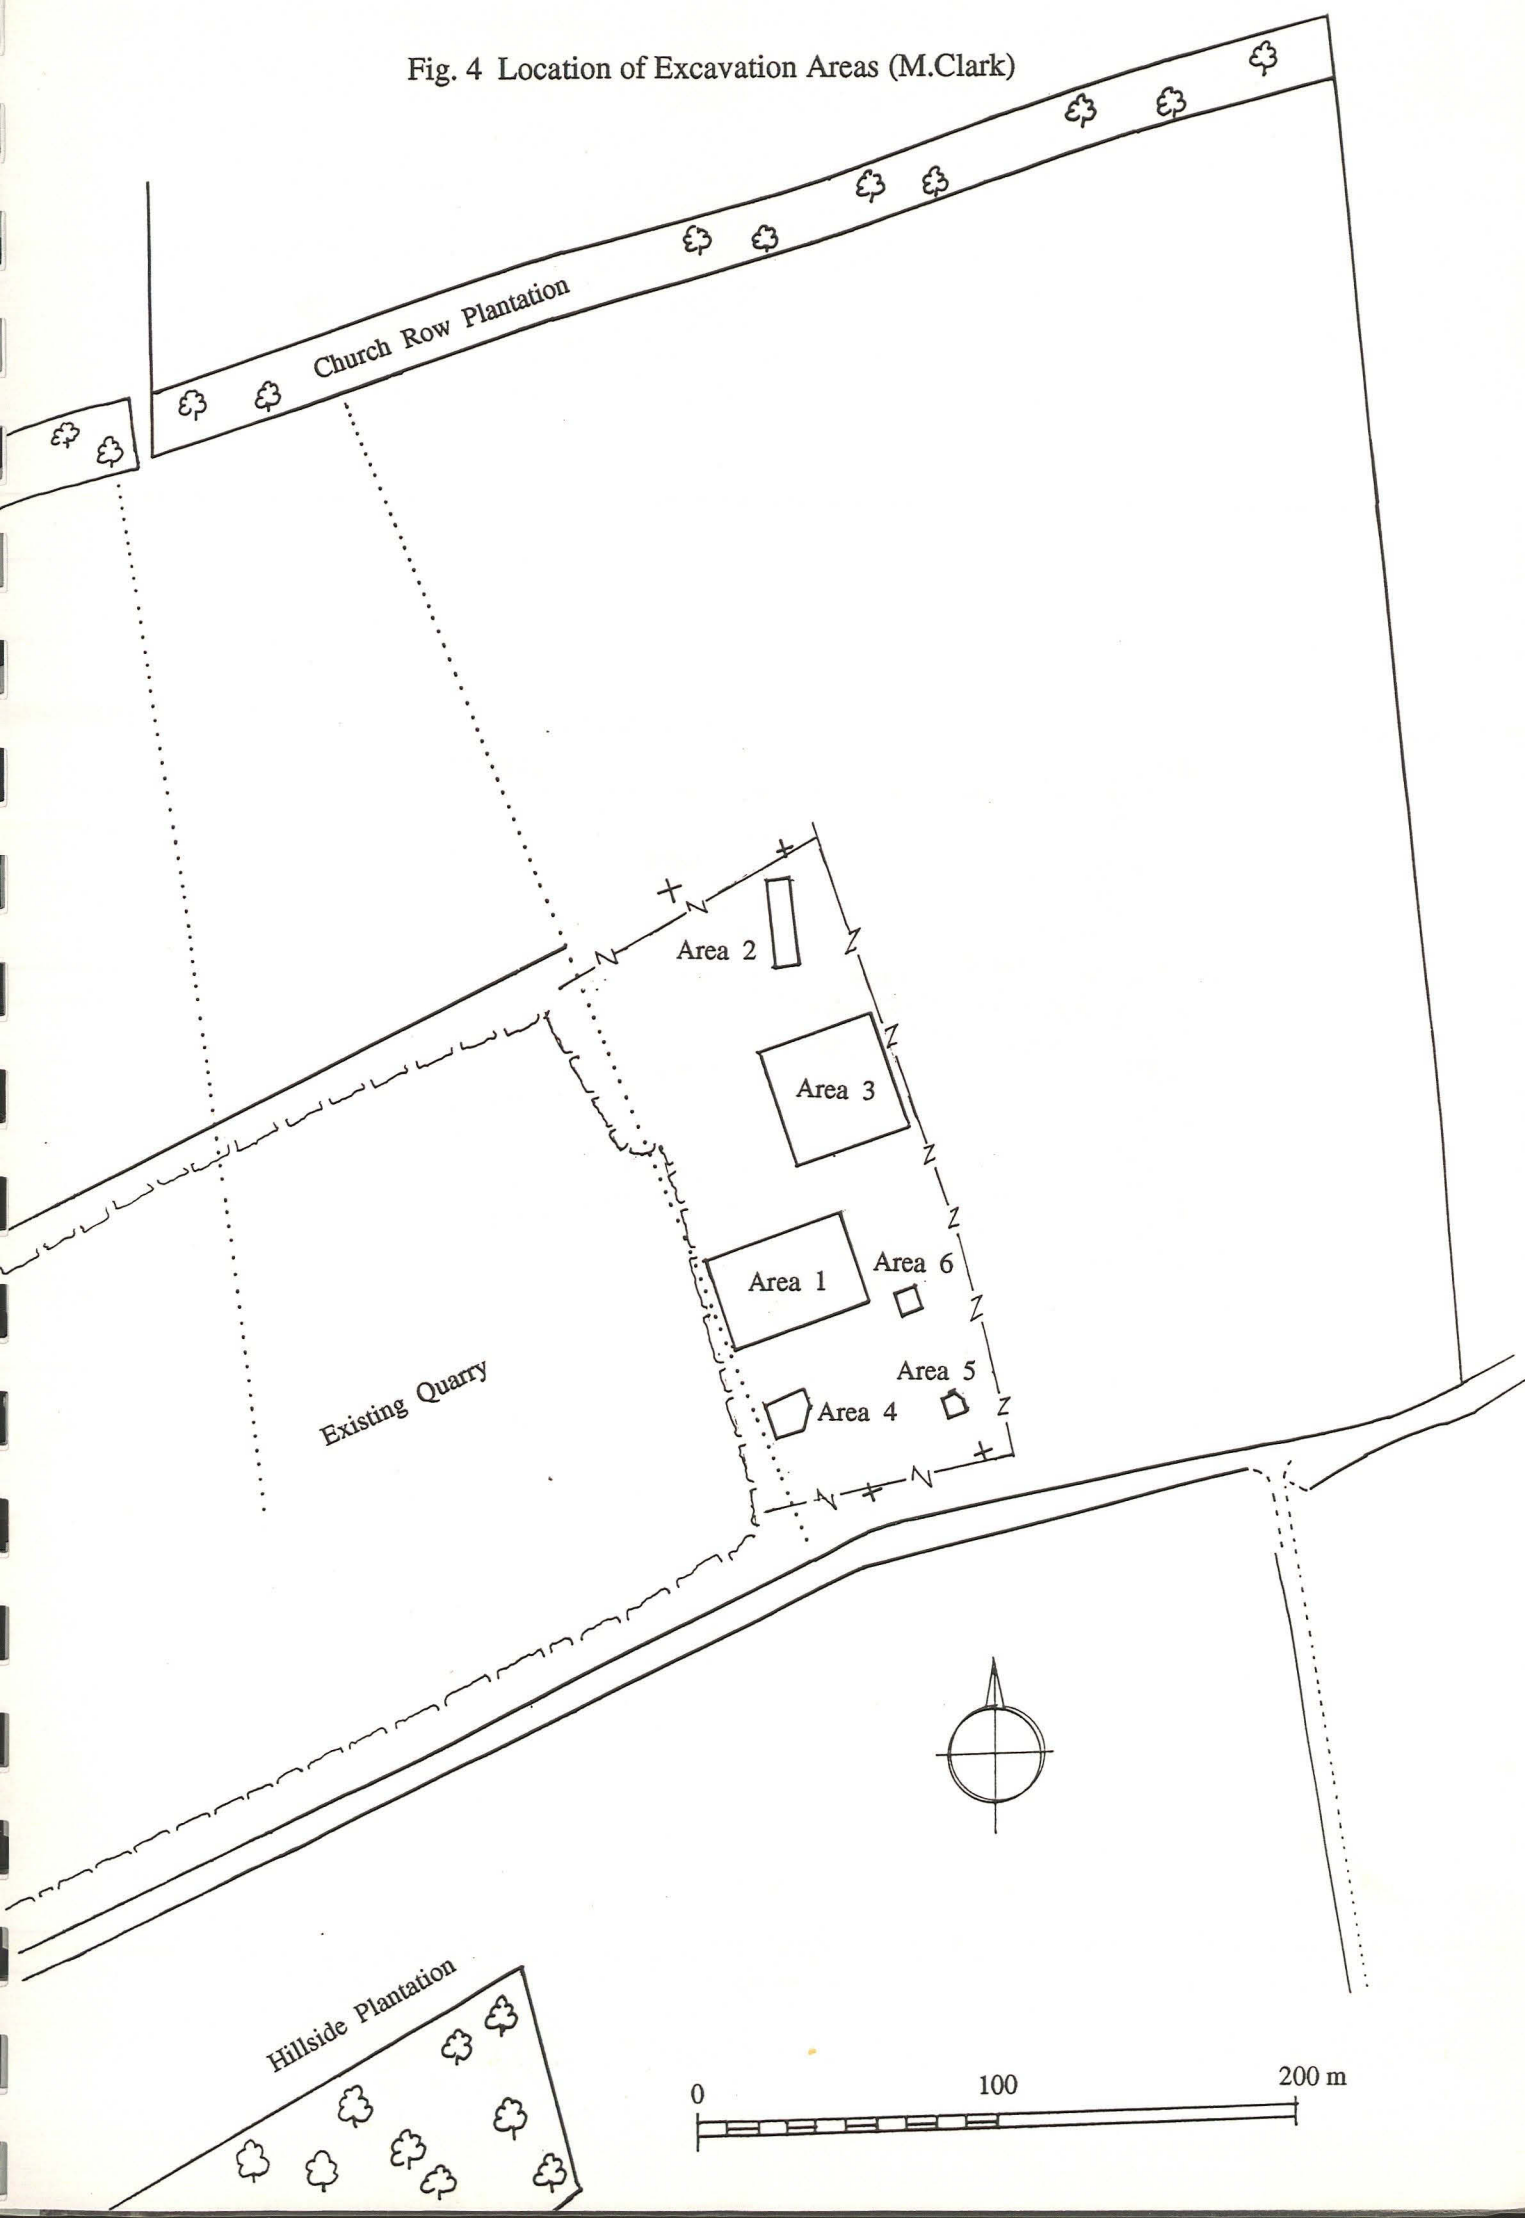 Fig. 4 Location of Excavation Areas (M.Clark)
Church Row Plantation
Area 2
Area 3
Area 6
Area 1
Area 5
Existing Quarry
Area 4
Hillside Plantation
0 100 200 m